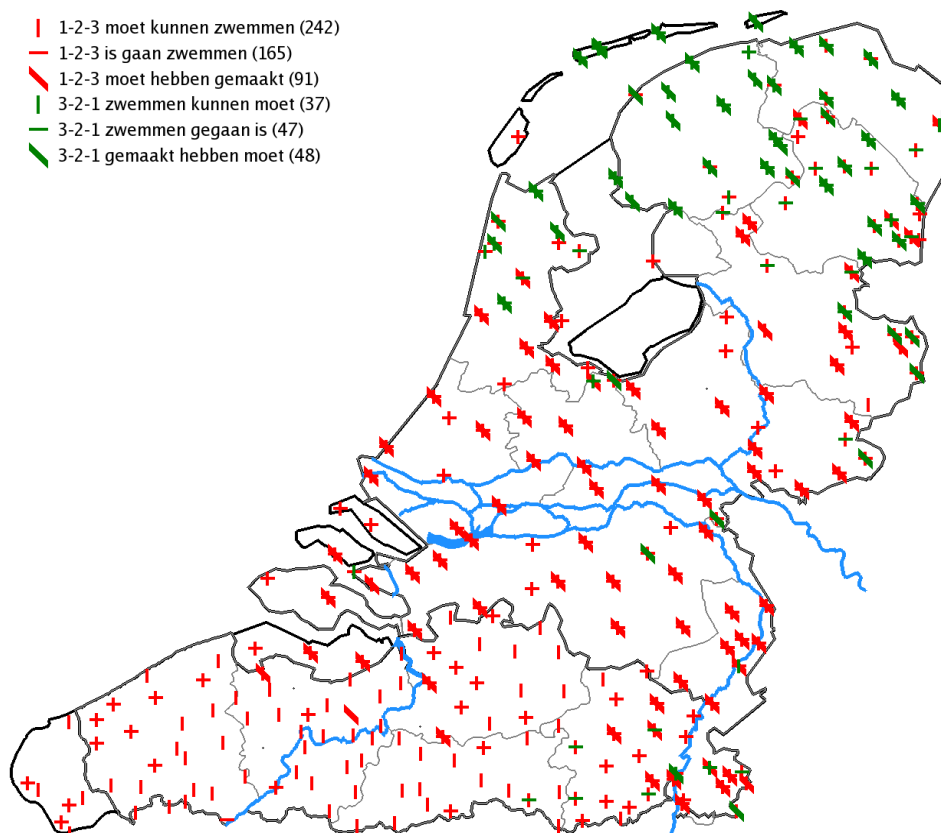 1-2-3 moet kunnen zwemmen (242)
1-2-3 is gaan zwemmen (165)
1-2-3 moet hebben gemaakt (91)
3-2-1 zwemmen kunnen moet (37)
3-2-1 zwemmen gegaan is (47)
3-2-1 gemaakt hebben moet (48)